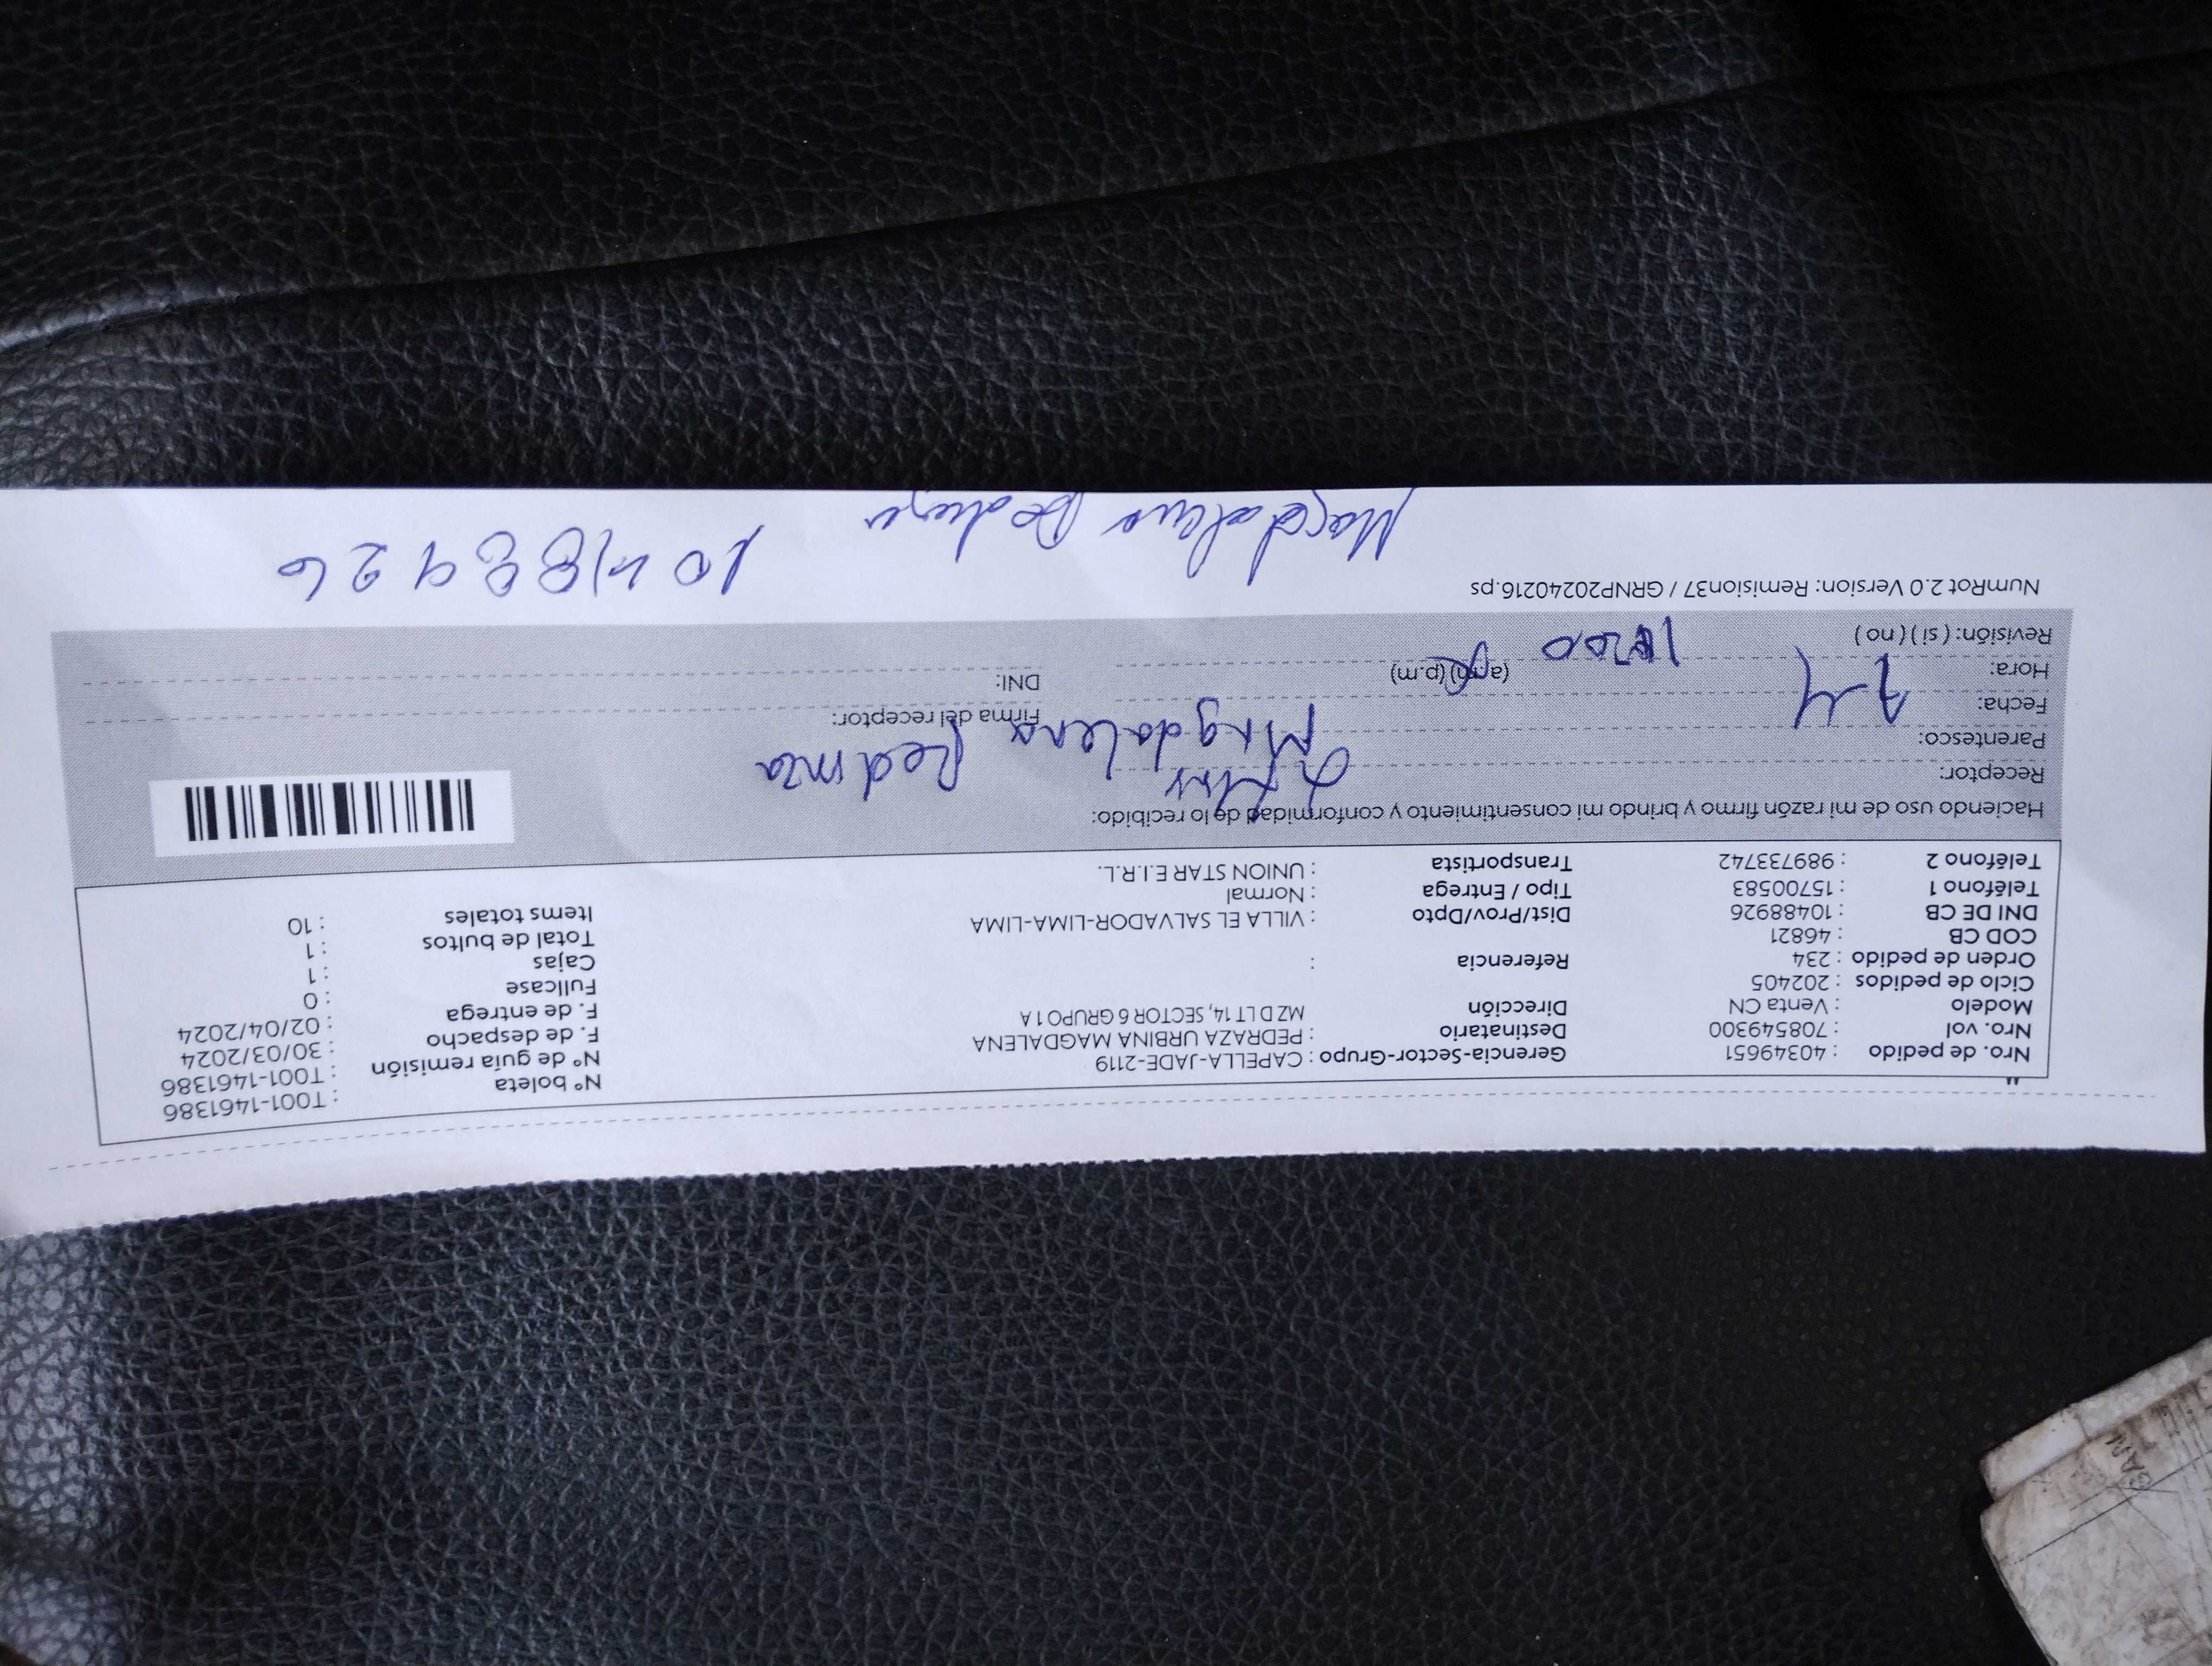 Nro. de pedido : 40349651 Gerencia-Sector-Grupo : CAPELLA-JADE-2119 N° boleta : T001-1461386
Nro. vol : 708549300 Destinatario : PEDRAZA URBINA MAGDALENA N° de guía remisión : T001-1461386
Modelo : Venta CN Dirección MZ D LT 14, SECTOR 6 GRUPO 1 A F. de despacho : 30/03/2024
Ciclo de pedidos : 202405 F. de entrega : 02/04/2024
Orden de pedido : 234 Referencia : Fullcase : 0
COD CB : 46821 Cajas : 1
DNI DE CB : 10488926 Dist/Prov/Dpto : VILLA EL SALVADOR-LIMA-LIMA Total de bultos : 1
Teléfono 1 : 15700583 Tipo / Entrega : Normal Items totales : 10
Teléfono 2 : 989733742 Transportista : UNION STAR E.I.R.L.
Haciendo uso de mi razón firmo y brindo mi consentimiento y conformidad de lo recibido:
Receptor:
Parentesco: Magdalena
Fecha: Firma del receptor:
Hora: (a.m) (p.m) DNI:
Revisión: ( si ) ( no )
NumRot 2.0 Version: Remision37 / GRNP20240216.ps
Magdalena 10488926